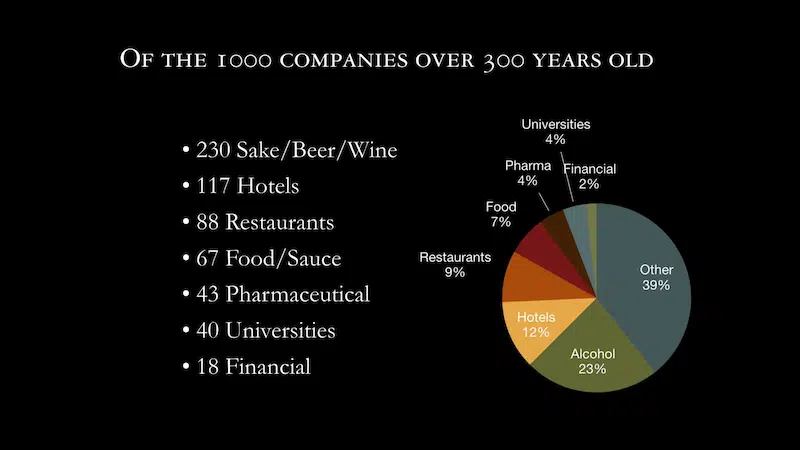 Of the 1000 companies over 300 years old
• 230 Sake/Beer/Wine
• 117 Hotels
• 88 Restaurants
• 67 Food/Sauce
• 43 Pharmaceutical
• 40 Universities
• 18 Financial
Universities
4%
Pharma
4%
Financial
2%
Food
7%
Restaurants
9%
Other
39%
Hotels
12%
Alcohol
23%